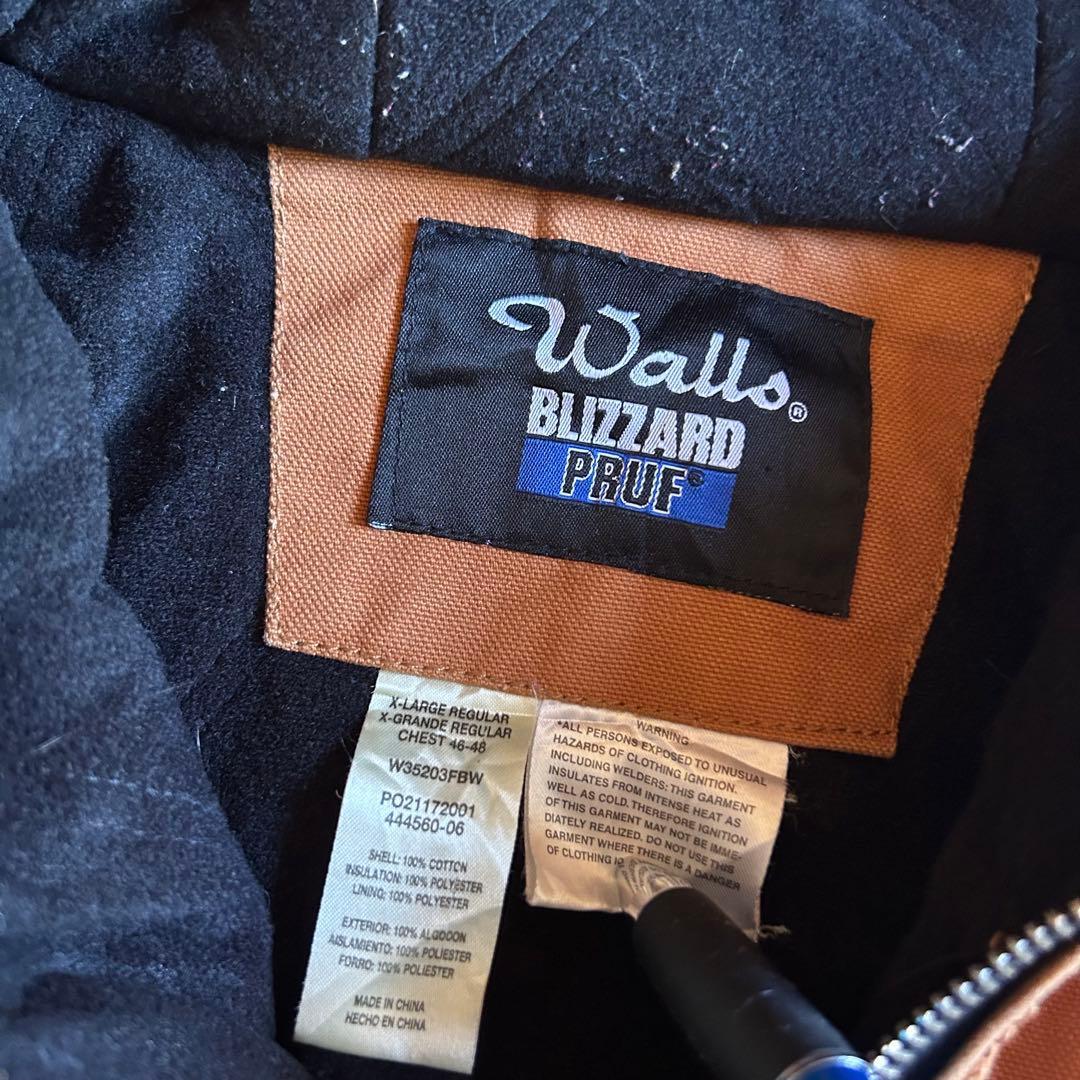 Walls®
BLIZZARD
PRUF®
X-LARGE REGULAR
X-GRANDE REGULAR
CHEST 46-48
W35203FBW
PO21172001
444560-06
SHELL: 100% COTTON
INSULATION: 100% POLYESTER
LINING: 100% POLYESTER
EXTERIOR: 100% ALGODON
AISLAMIENTO: 100% POLIESTER
FORRO: 100% POLIESTER
MADE IN CHINA
HECHO EN CHINA
WARNING
*ALL PERSONS EXPOSED TO UNUSUAL
HAZARDS OF CLOTHING IGNITION.
INCLUDING WELDERS: THIS GARMENT
INSULATES FROM INTENSE HEAT AS
WELL AS COLD. THEREFORE IGNITION
OF THIS GARMENT MAY NOT BE IMME-
DIATELY REALIZED. DO NOT USE THIS
GARMENT WHERE THERE IS A DANGER
OF CLOTHING